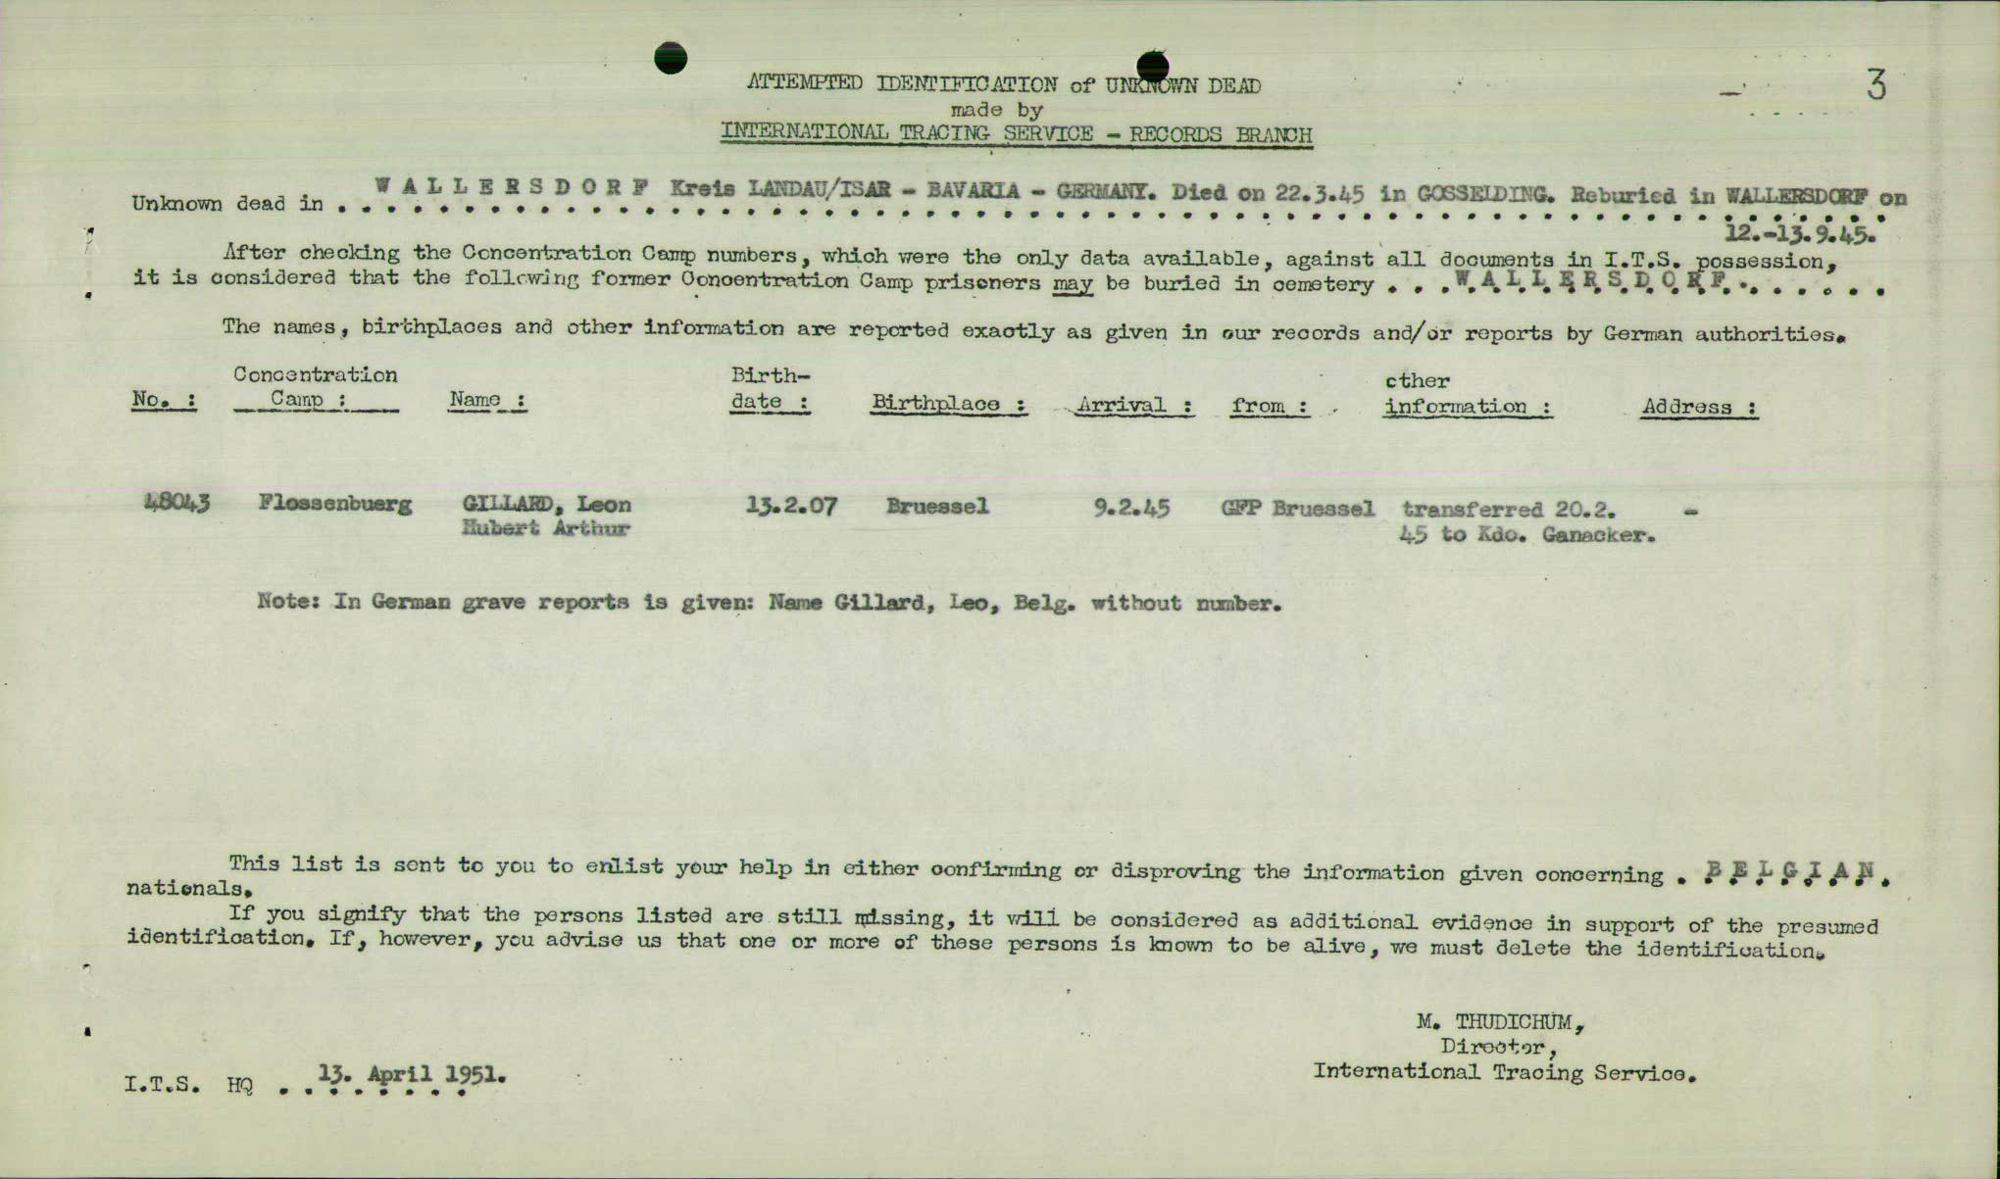 3
ATTEMPTED IDENTIFICATION of UNKNOWN DEAD
made by
INTERNATIONAL TRACING SERVICE - RECORDS BRANCH
Unknown dead in . WALLERSDORF Kreis LANDAU/ISAR - BAVARIA - GERMANY. Died on 22.3.45 in GOSSELDING. Reburied in WALLERSDORF on
12.-13.9.45.
After checking the Concentration Camp numbers, which were the only data available, against all documents in I.T.S. possession,
it is considered that the following former Concentration Camp prisoners may be buried in cemetery . . . WALLERSDORF. . . . . . .
The names, birthplaces and other information are reported exactly as given in our records and/or reports by German authorities.
No. : Concentration Camp : Name : Birth-date : Birthplace : Arrival : from : other information : Address :
48043 Flossenbuerg GILLARD, Leon 13.2.07 Bruessel 9.2.45 GFP Bruessel transferred 20.2. -
Hubert Arthur 45 to Kdo. Ganacker.
Note: In German grave reports is given: Name Gillard, Leo, Belg. without number.
This list is sent to you to enlist your help in either confirming or disproving the information given concerning . BELGIAN.
nationals.
If you signify that the persons listed are still missing, it will be considered as additional evidence in support of the presumed
identification. If, however, you advise us that one or more of these persons is known to be alive, we must delete the identification.
M. THUDICHUM,
Director,
International Tracing Service.
I.T.S. HQ . . 13. April 1951.